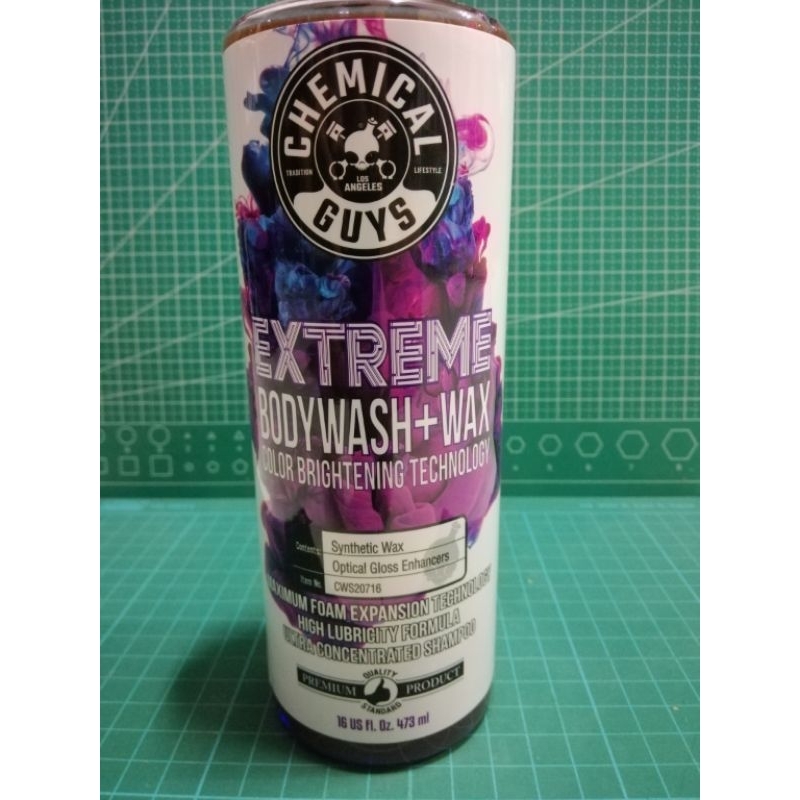 CHEMICAL
TRADITION
LIFESTYLE
LOS
ANGELES
GUYS
EXTREME
BODYWASH+WAX
COLOR BRIGHTENING TECHNOLOGY
Contents: Synthetic Wax
Optical Gloss Enhancers
Item No. CWS20716
MAXIMUM FOAM EXPANSION TECHNOLOGY
HIGH LUBRICITY FORMULA
ULTRA CONCENTRATED SHAMPOO
QUALITY
PREMIUM PRODUCT
STANDARD
16 US fl. Oz. 473 ml